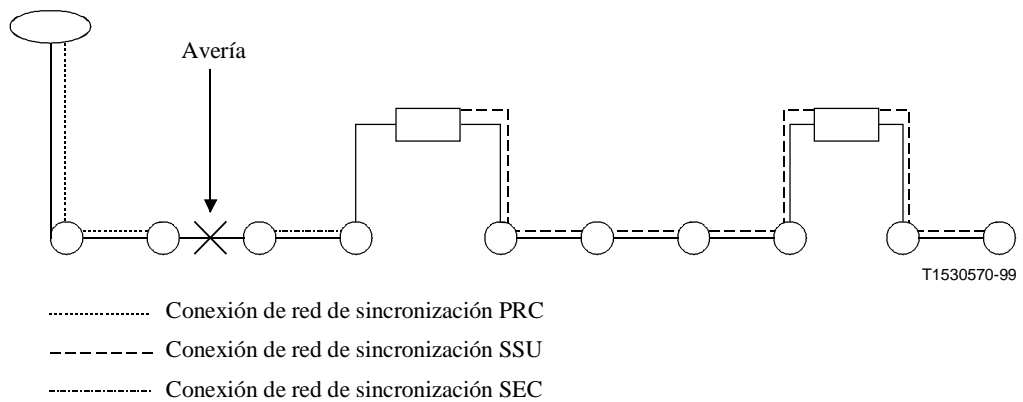 Avería
T1530570-99
Conexión de red de sincronización PRC
Conexión de red de sincronización SSU
Conexión de red de sincronización SEC